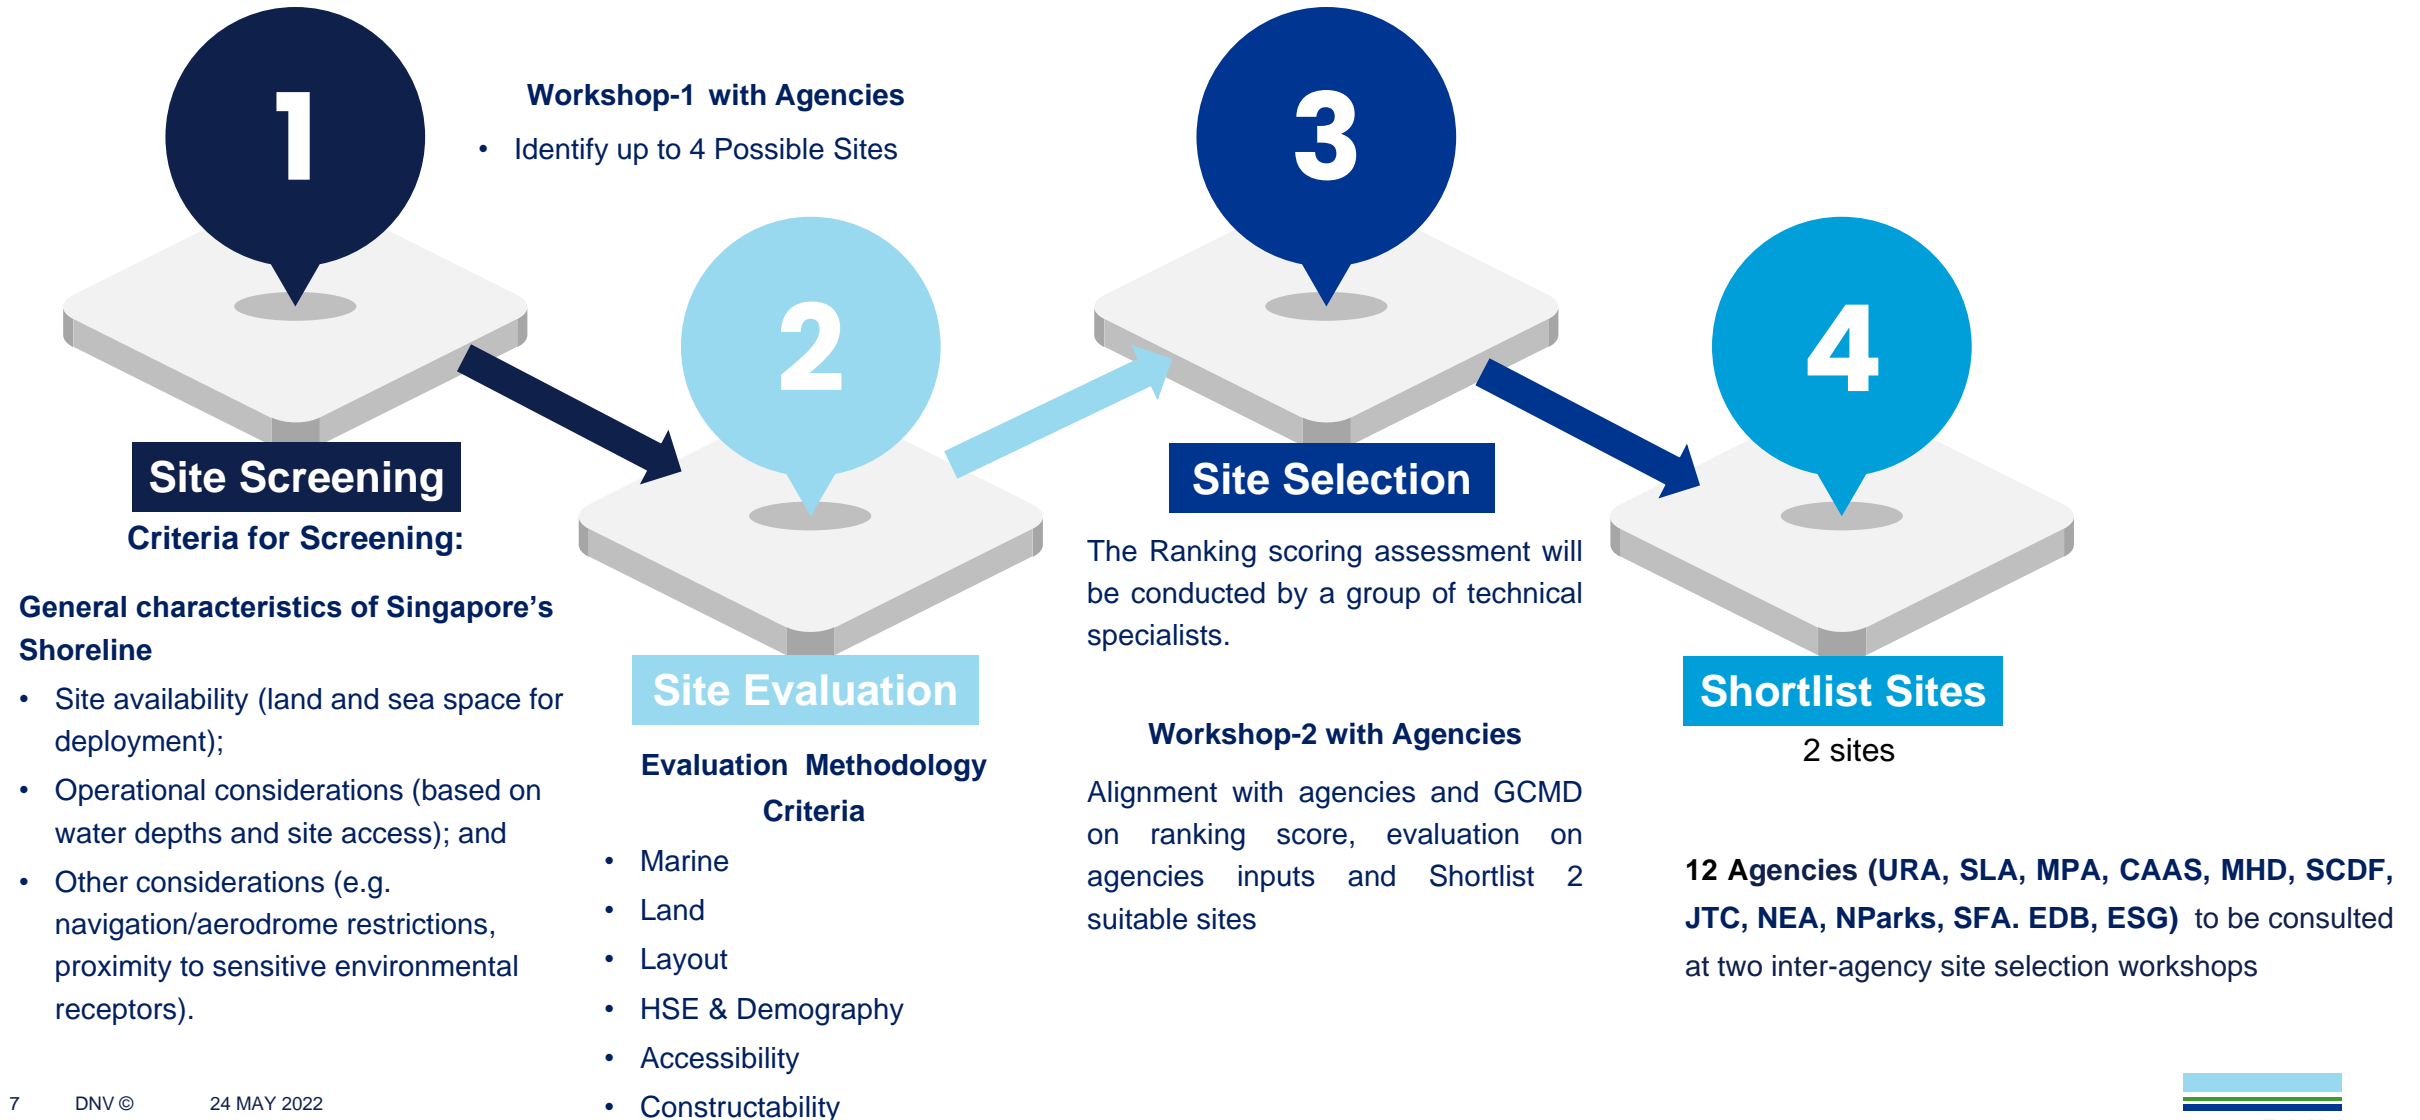 1
Workshop-1 with Agencies
• Identify up to 4 Possible Sites
Site Screening
Criteria for Screening:
General characteristics of Singapore’s
Shoreline
• Site availability (land and sea space for
deployment);
• Operational considerations (based on
water depths and site access); and
• Other considerations (e.g.
navigation/aerodrome restrictions,
proximity to sensitive environmental
receptors).
2
Site Evaluation
Evaluation Methodology
Criteria
• Marine
• Land
• Layout
• HSE & Demography
• Accessibility
• Constructability
3
Site Selection
The Ranking scoring assessment will
be conducted by a group of technical
specialists.
Workshop-2 with Agencies
Alignment with agencies and GCMD
on ranking score, evaluation on
agencies inputs and Shortlist 2
suitable sites
4
Shortlist Sites
2 sites
12 Agencies (URA, SLA, MPA, CAAS, MHD, SCDF,
JTC, NEA, NParks, SFA. EDB, ESG) to be consulted
at two inter-agency site selection workshops
7 DNV © 24 MAY 2022